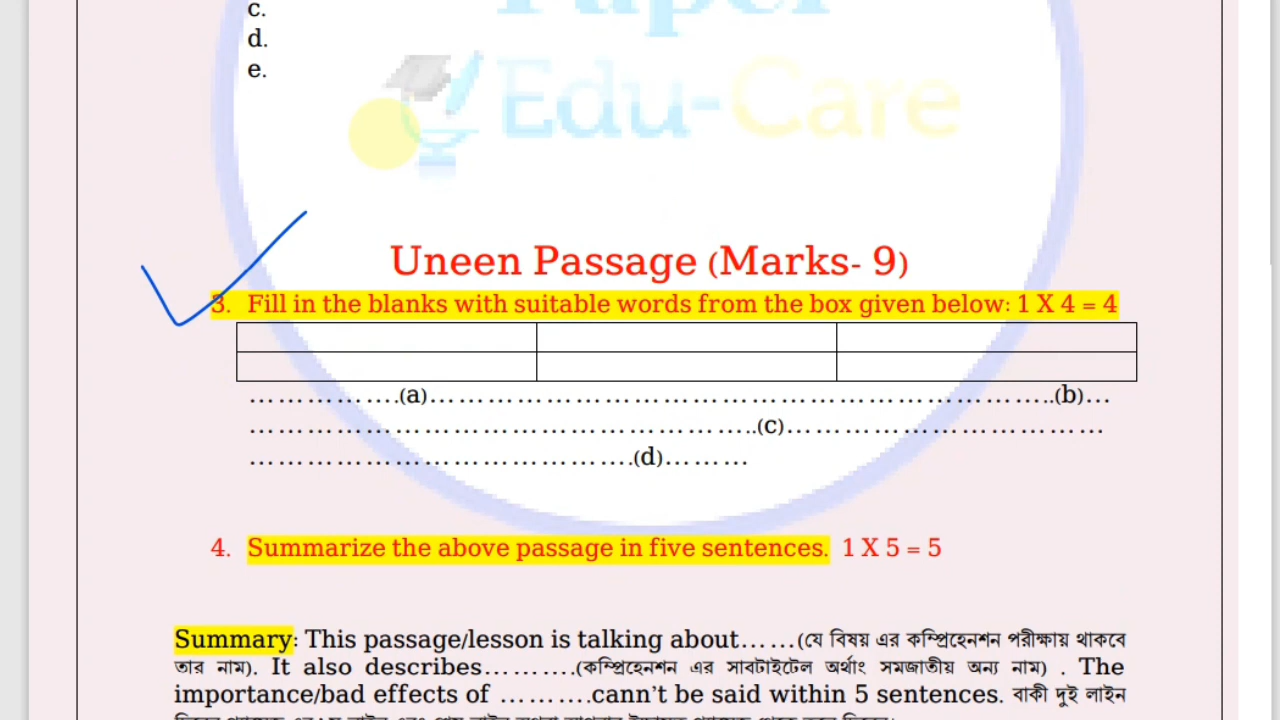 c.
Paper
d.
e.
Edu-Care
Uneen Passage (Marks- 9)
3. Fill in the blanks with suitable words from the box given below: 1 X 4 = 4
……………..(a)…………………………………………………………..(b)…
……………………………………………..(c)……………………………
………………………………….(d)………
4. Summarize the above passage in five sentences. 1 X 5 = 5
Summary: This passage/lesson is talking about……(যে বিষয় এর কম্প্রিহেনশন পরীক্ষায় থাকবে
তার নাম). It also describes……….(কম্প্রিহেনশন এর সাবটাইটেল অর্থাৎ সমজাতীয় অন্য নাম) . The
importance/bad effects of ……….cann't be said within 5 sentences. বাকী দুই লাইন